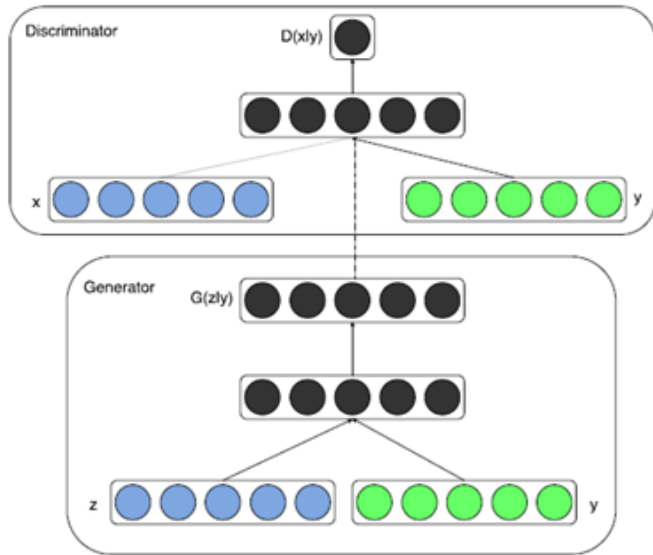 Discriminator
D(x|y)
x
y
Generator
G(z|y)
z
y